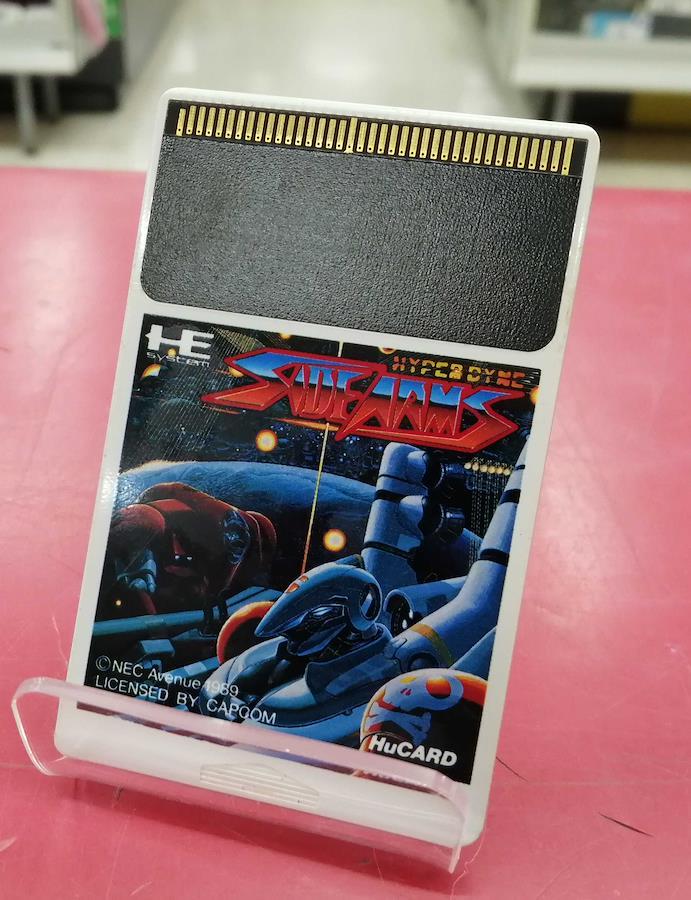 HE
system
HYPER DYNE
SIDE ARMS
©NEC Avenue 1989
LICENSED BY CAPCOM
HuCARD